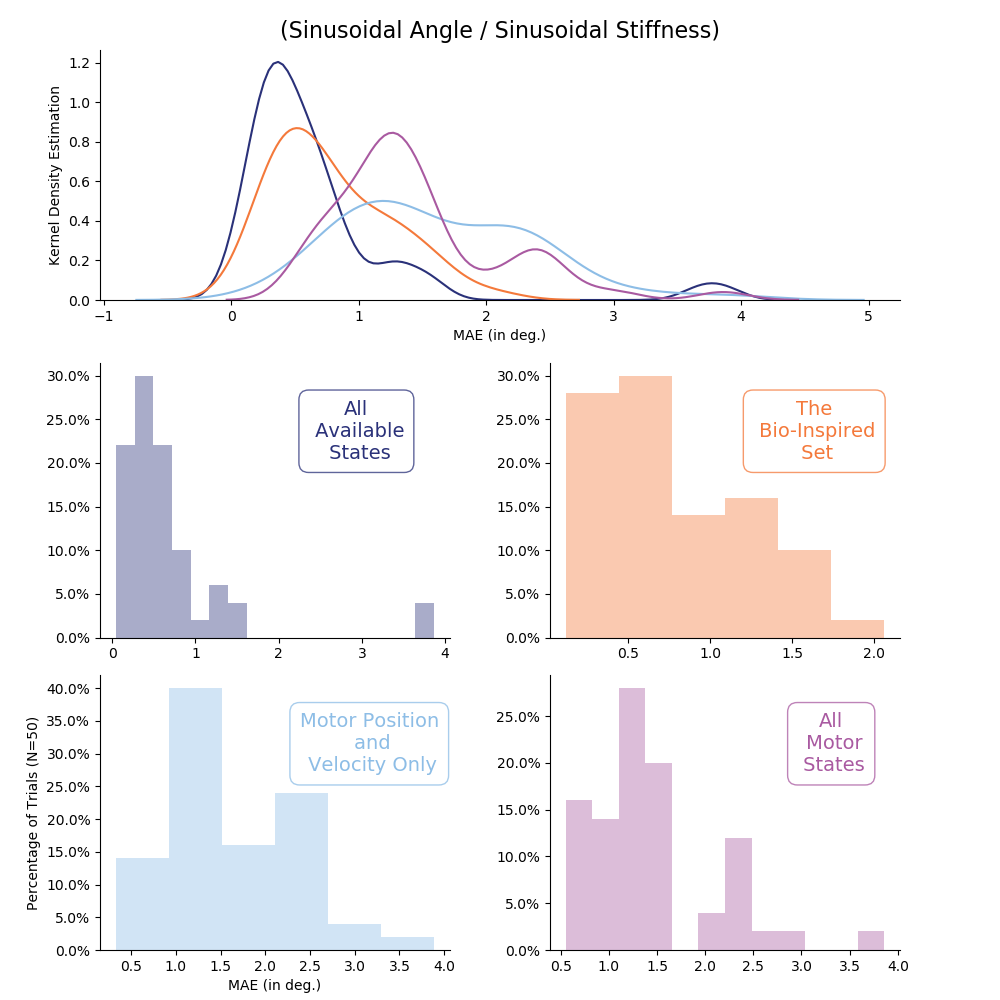 (Sinusoidal Angle / Sinusoidal Stiffness)
Kernel Density Estimation
1.2
1.0
0.8
0.6
0.4
0.2
0.0
−1 0 1 2 3 4 5
MAE (in deg.)
30.0%
25.0%
20.0%
15.0%
10.0%
5.0%
0.0%
0 1 2 3 4
All
Available
States
30.0%
25.0%
20.0%
15.0%
10.0%
5.0%
0.0%
0.5 1.0 1.5 2.0
The
Bio-Inspired
Set
Percentage of Trials (N=50)
40.0%
35.0%
30.0%
25.0%
20.0%
15.0%
10.0%
5.0%
0.0%
0.5 1.0 1.5 2.0 2.5 3.0 3.5 4.0
MAE (in deg.)
Motor Position
and
Velocity Only
25.0%
20.0%
15.0%
10.0%
5.0%
0.0%
0.5 1.0 1.5 2.0 2.5 3.0 3.5 4.0
All
Motor
States